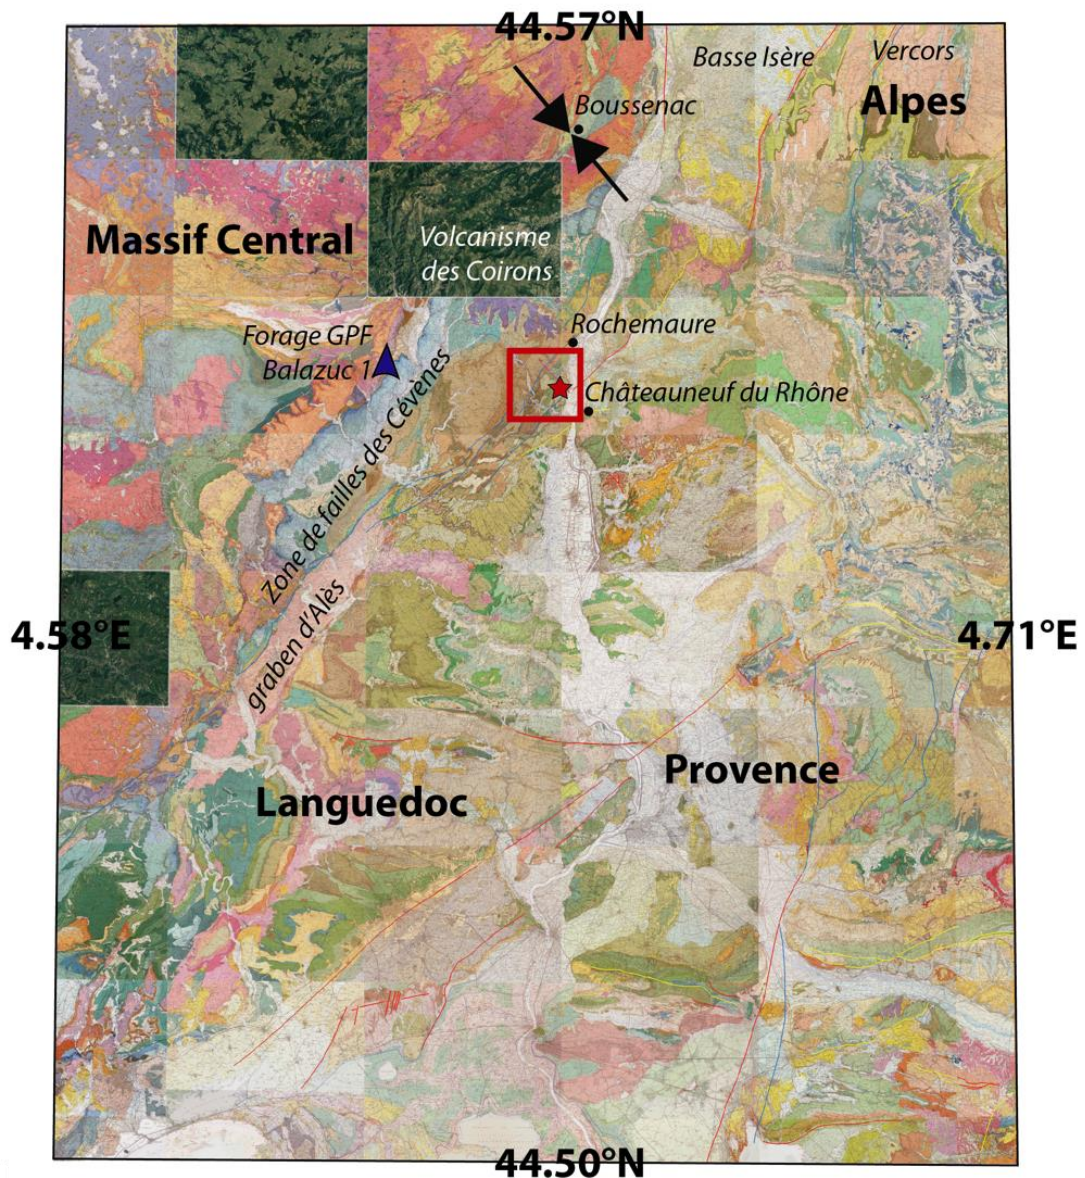 44.57°N
Basse Isère
Vercors
Alpes
Boussenac
Massif Central
Volcanisme
des Coirons
Rochemaure
Forage GPF
Balazuc 1
Châteauneuf du Rhône
Zone de failles des Cévènes
graben d'Alès
4.58°E
4.71°E
Provence
Languedoc
44.50°N